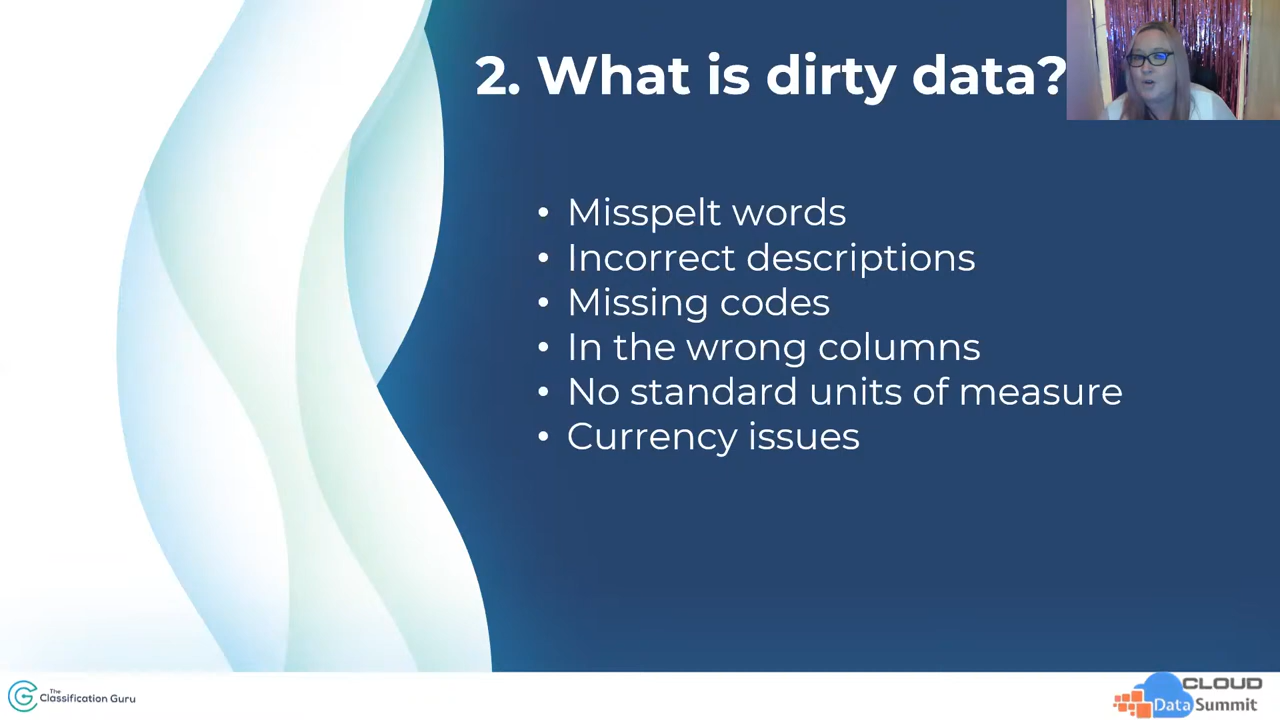 2. What is dirty data?
• Misspelt words
• Incorrect descriptions
• Missing codes
• In the wrong columns
• No standard units of measure
• Currency issues
The
Classification Guru
CLOUD
Data Summit